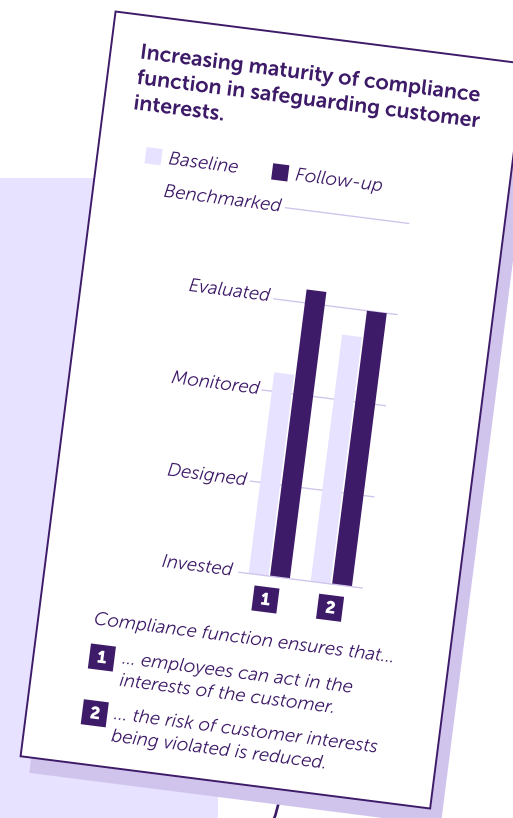 Increasing maturity of compliance
function in safeguarding customer
interests.
Baseline
Follow-up
Benchmarked
Evaluated
Monitored
Designed
Invested
1
2
Compliance function ensures that...
1 ... employees can act in the
interests of the customer.
2 ... the risk of customer interests
being violated is reduced.